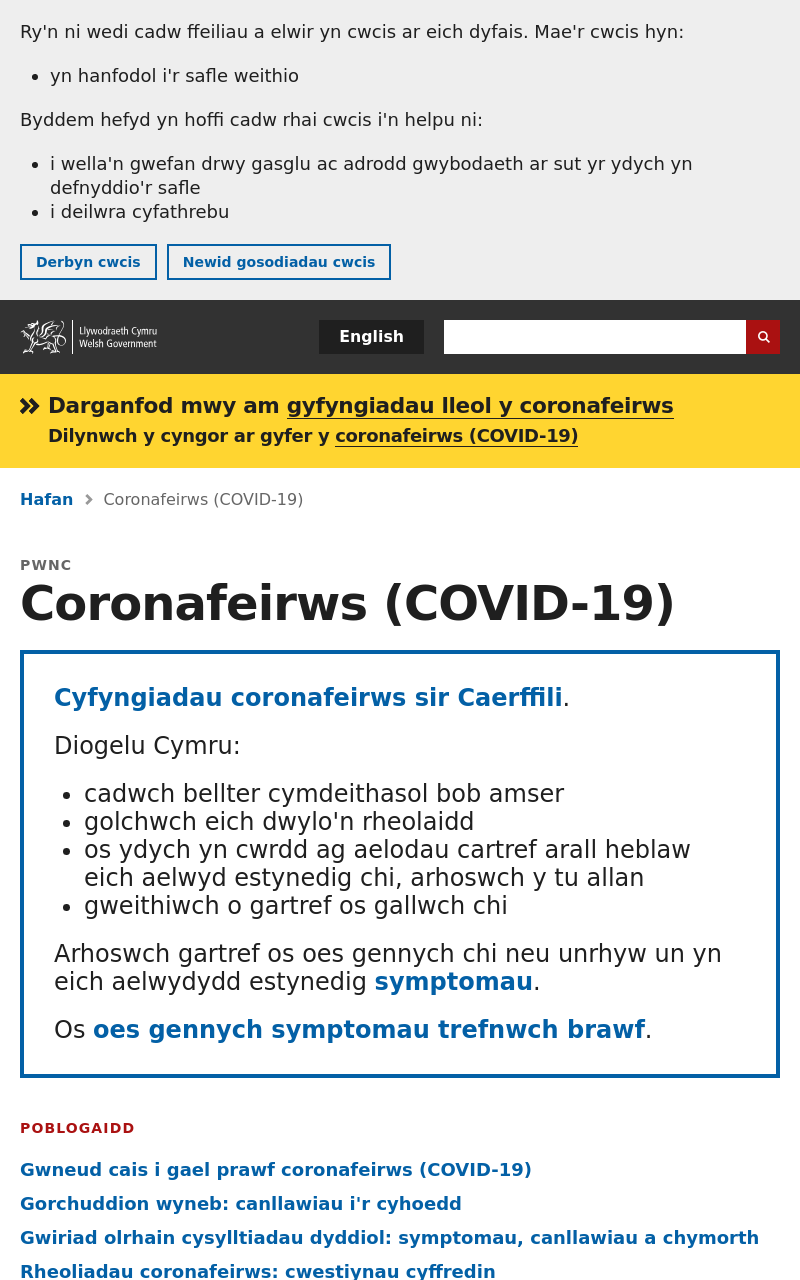 Ry'n ni wedi cadw ffeiliau a elwir yn cwcis ar eich dyfais. Mae'r cwcis hyn:
yn hanfodol i'r safle weithio
Byddem hefyd yn hoffi cadw rhai cwcis i'n helpu ni:
i wella'n gwefan drwy gasglu ac adrodd gwybodaeth ar sut yr ydych yn
defnyddio'r safle
i deilwra cyfathrebu
Derbyn cwcis
Newid gosodiadau cwcis
Llywodraeth Cymru
Welsh Government
English
Darganfod mwy am gyfyngiadau lleol y coronafeirws
Dilynwch y cyngor ar gyfer y coronafeirws (COVID-19)
Hafan
Coronafeirws (COVID-19)
PWNC
Coronafeirws (COVID-19)
Cyfyngiadau coronafeirws sir Caerffili.
Diogelu Cymru:
cadwch bellter cymdeithasol bob amser
golchwch eich dwylo'n rheolaidd
os ydych yn cwrdd ag aelodau cartref arall heblaw
eich aelwyd estynedig chi, arhoswch y tu allan
gweithiwch o gartref os gallwch chi
Arhoswch gartref os oes gennych chi neu unrhyw un yn
eich aelwydydd estynedig symptomau.
Os oes gennych symptomau trefnwch brawf.
POBLOGAIDD
Gwneud cais i gael prawf coronafeirws (COVID-19)
Gorchuddion wyneb: canllawiau i'r cyhoedd
Gwiriad olrhain cysylltiadau dyddiol: symptomau, canllawiau a chymorth
Rheoliadau coronafeirws: cwestiynau cyffredin